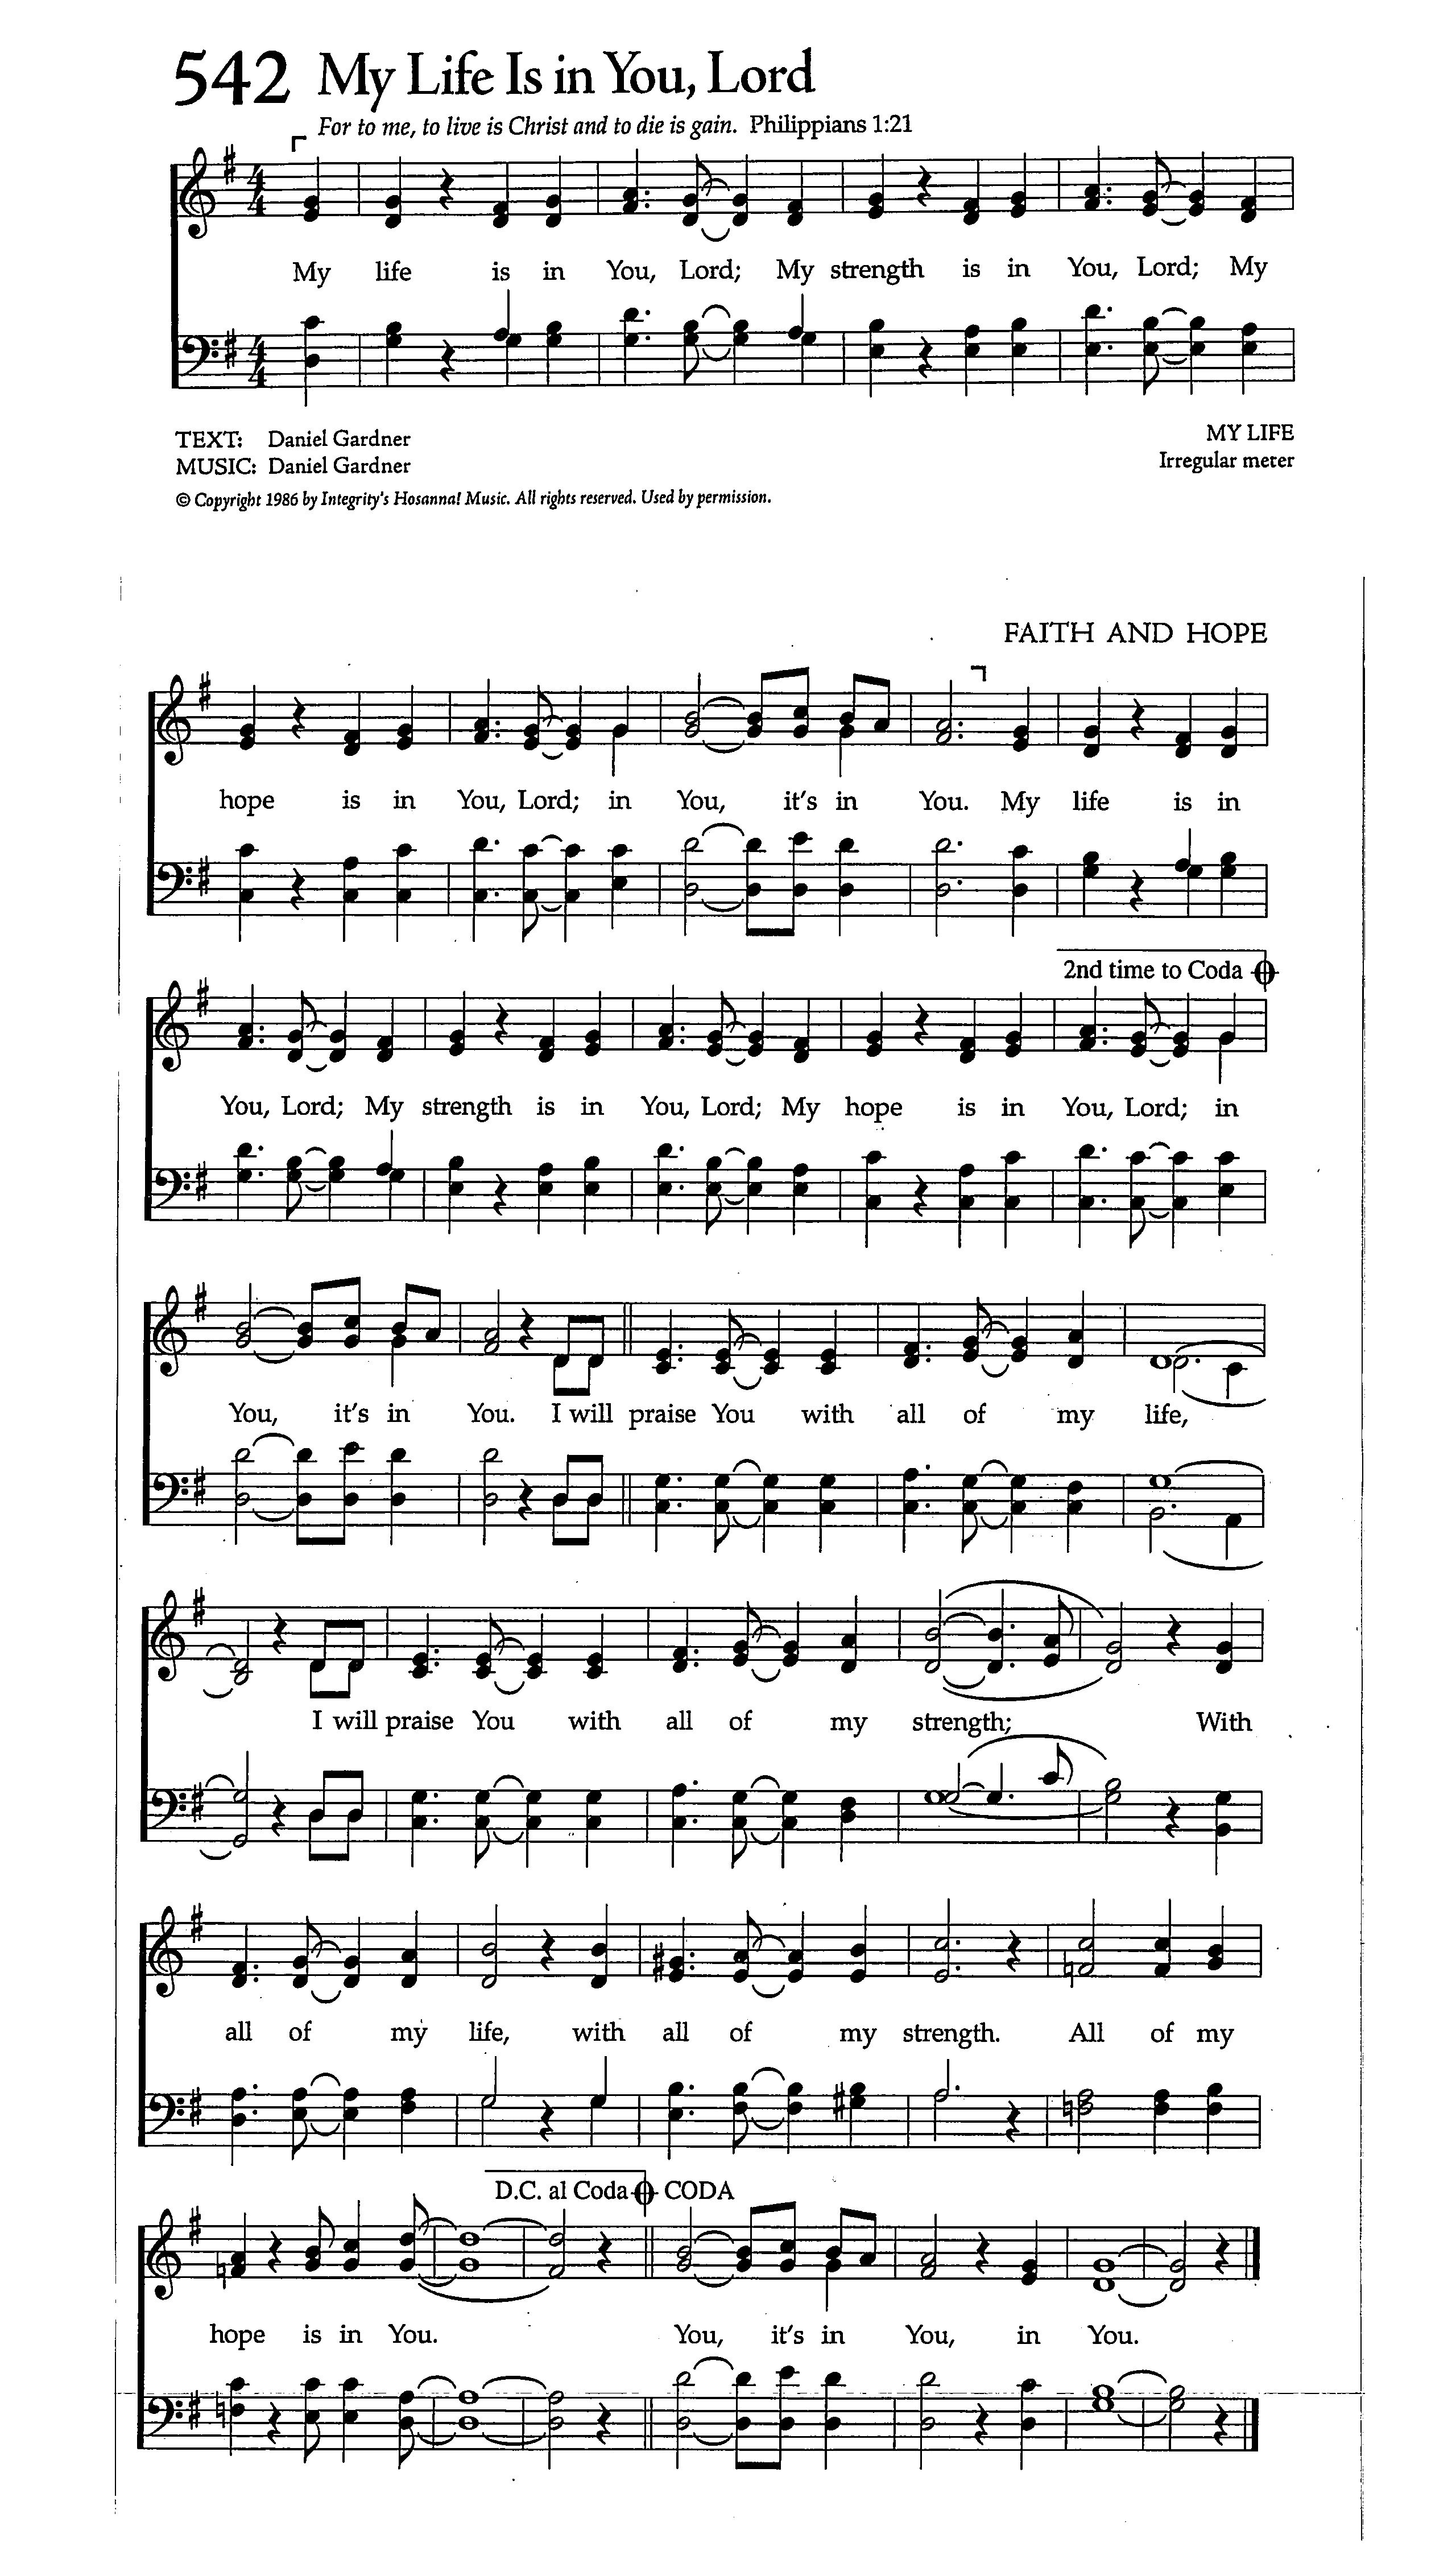 542 My Life Is in You, Lord
For to me, to live is Christ and to die is gain. Philippians 1:21
My life is in You, Lord; My strength is in You, Lord; My
TEXT: Daniel Gardner
MUSIC: Daniel Gardner
MY LIFE
Irregular meter
© Copyright 1986 by Integrity's Hosanna! Music. All rights reserved. Used by permission.
FAITH AND HOPE
hope is in You, Lord; in You, it's in You. My life is in
2nd time to Coda
You, Lord; My strength is in You, Lord; My hope is in You, Lord; in
You, it's in You. I will praise You with all of my life,
I will praise You with all of my strength; With
all of my life, with all of my strength. All of my
D.C. al Coda CODA
hope is in You. You, it's in You, in You.